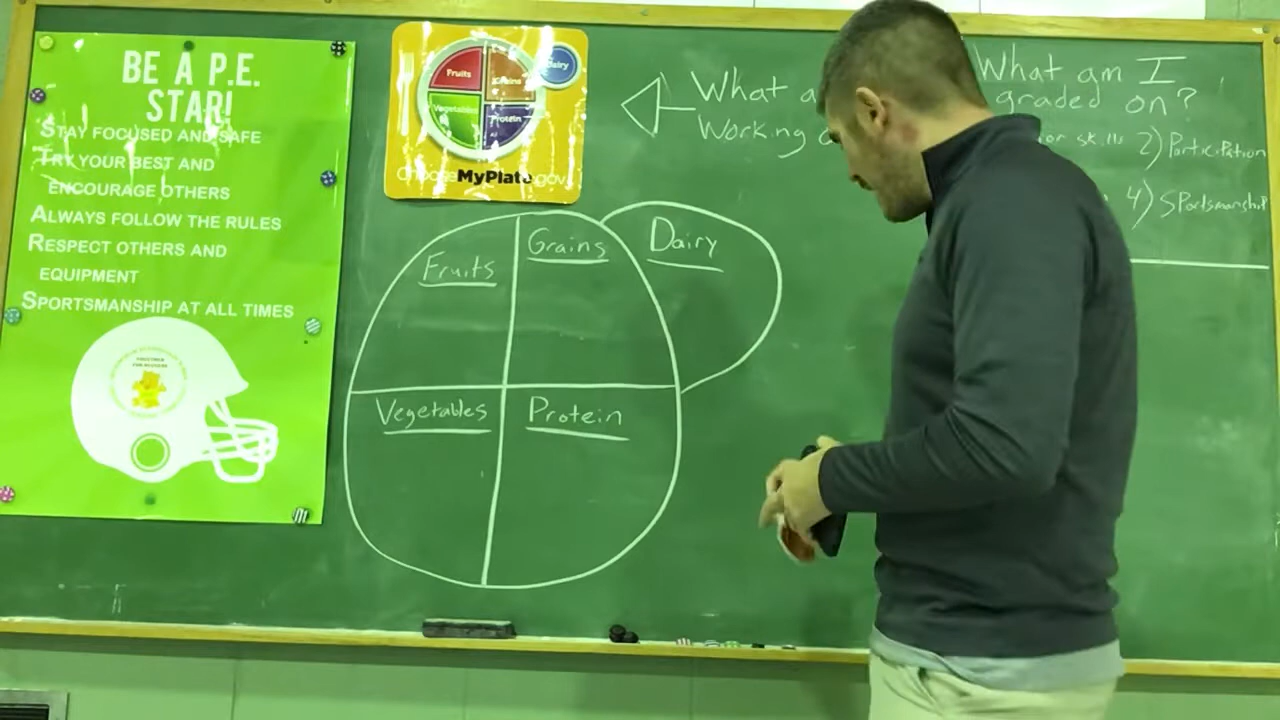 BE A P.E.
STAR!
STAY FOCUSED AND SAFE
TRY YOUR BEST AND
ENCOURAGE OTHERS
ALWAYS FOLLOW THE RULES
RESPECT OTHERS AND
EQUIPMENT
SPORTSMANSHIP AT ALL TIMES
Fruits
Grains
Dairy
Vegetables
Protein
ChooseMyPlate.gov
What
Working
What am I
graded on?
skills 2) Participation
4) Sportsmanship
Fruits
Grains
Dairy
Vegetables
Protein